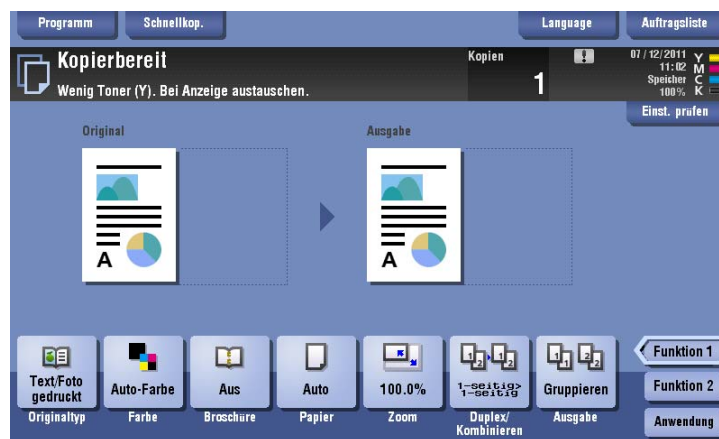 Programm
Schnellkop.
Language
Auftragsliste
Kopierbereit
Kopien
07/12/2011
11:02
Speicher
100%
Y
M
C
K
Wenig Toner (Y). Bei Anzeige austauschen.
1
Einst. prüfen
Original
Ausgabe
A
A
Text/Foto
gedruckt
Auto-Farbe
Aus
Auto
100.0%
1-seitig>
1-seitig
Gruppieren
Originaltyp
Farbe
Broschüre
Papier
Zoom
Duplex/
Kombinieren
Ausgabe
Funktion 1
Funktion 2
Anwendung